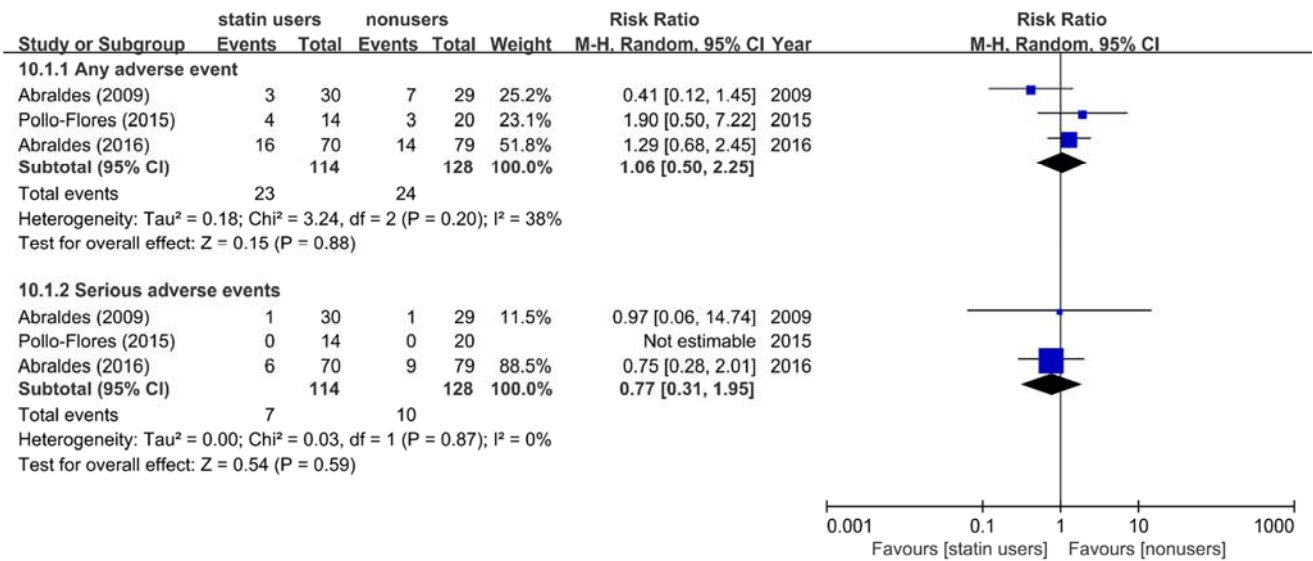 statin users nonusers Risk Ratio Risk Ratio
Study or Subgroup Events Total Events Total Weight M-H, Random, 95% CI Year M-H, Random, 95% CI
10.1.1 Any adverse event
Abraldes (2009) 3 30 7 29 25.2% 0.41 [0.12, 1.45] 2009
Pollo-Flores (2015) 4 14 3 20 23.1% 1.90 [0.50, 7.22] 2015
Abraldes (2016) 16 70 14 79 51.8% 1.29 [0.68, 2.45] 2016
Subtotal (95% CI) 114 128 100.0% 1.06 [0.50, 2.25]
Total events 23 24
Heterogeneity: Tau² = 0.18; Chi² = 3.24, df = 2 (P = 0.20); I² = 38%
Test for overall effect: Z = 0.15 (P = 0.88)
10.1.2 Serious adverse events
Abraldes (2009) 1 30 1 29 11.5% 0.97 [0.06, 14.74] 2009
Pollo-Flores (2015) 0 14 0 20 Not estimable 2015
Abraldes (2016) 6 70 9 79 88.5% 0.75 [0.28, 2.01] 2016
Subtotal (95% CI) 114 128 100.0% 0.77 [0.31, 1.95]
Total events 7 10
Heterogeneity: Tau² = 0.00; Chi² = 0.03, df = 1 (P = 0.87); I² = 0%
Test for overall effect: Z = 0.54 (P = 0.59)
0.001 0.1 1 10 1000
Favours [statin users] Favours [nonusers]